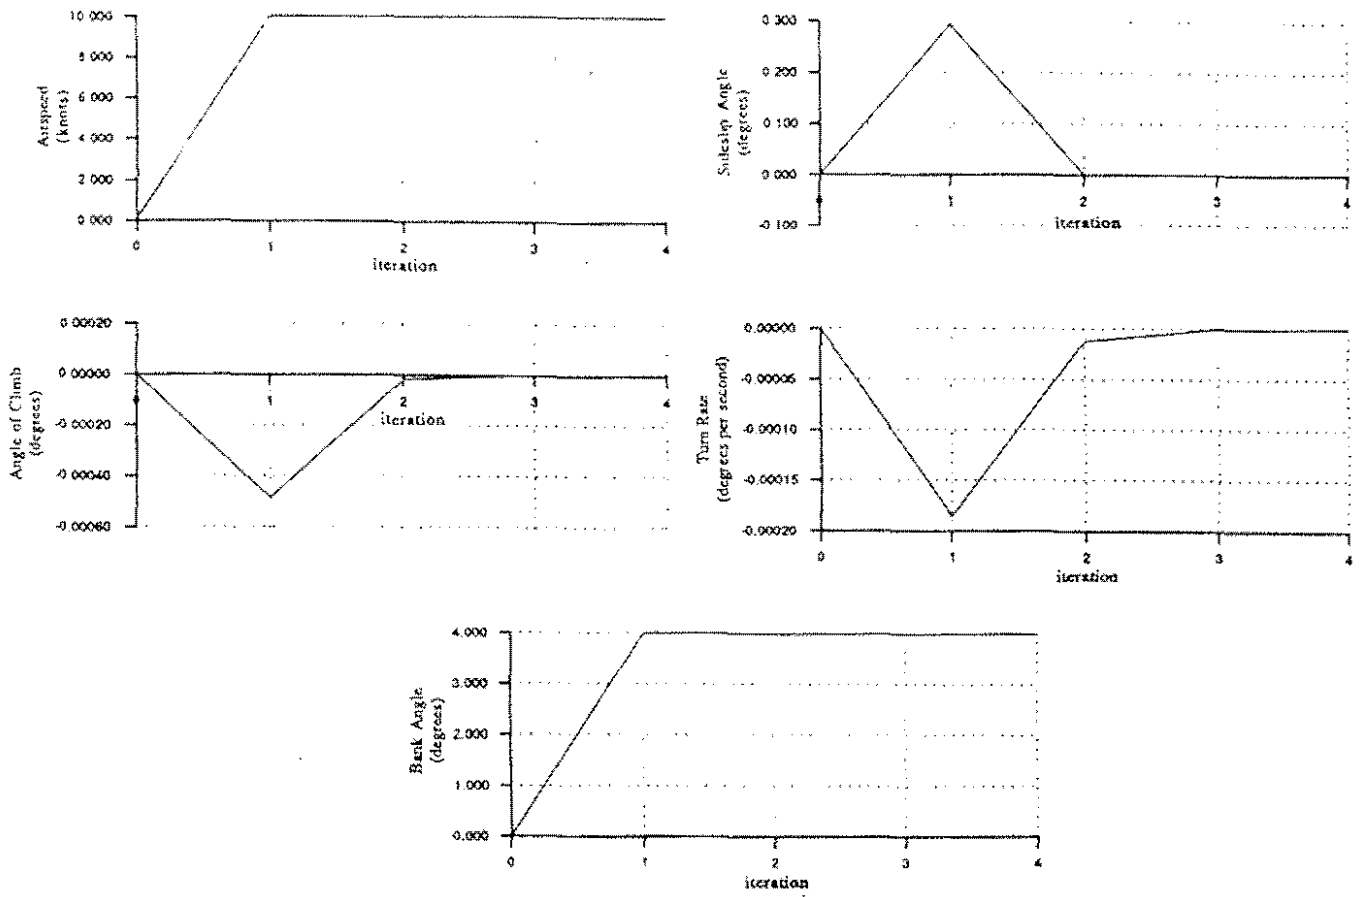 10 000
8 000
6 000
4 000
2 000
0 000
Airspeed
(knots)
0 1 2 3 4
iteration
0.300
0.200
0.100
0.000
-0.100
Sideslip Angle
(degrees)
1 2 3 4
iteration
0 00020
0.00000
-0.00020
-0.00040
-0.00060
Angle of Climb
(degrees)
1 2 3 4
iteration
0.00000
-0.00005
-0.00010
-0.00015
-0.00020
Turn Rate
(degrees per second)
0 1 2 3 4
iteration
4.000
3.000
2.000
1.000
0.000
Bank Angle
(degrees)
0 1 2 3 4
iteration